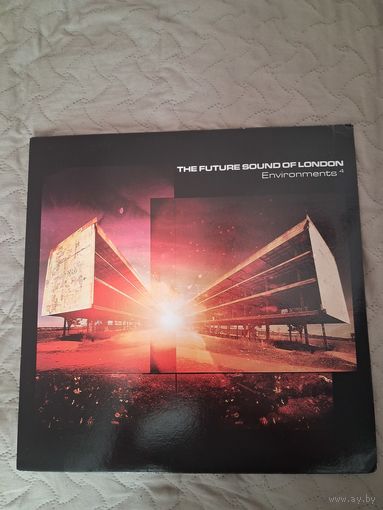 THE FUTURE SOUND OF LONDON
Environments 4
www.ay.by